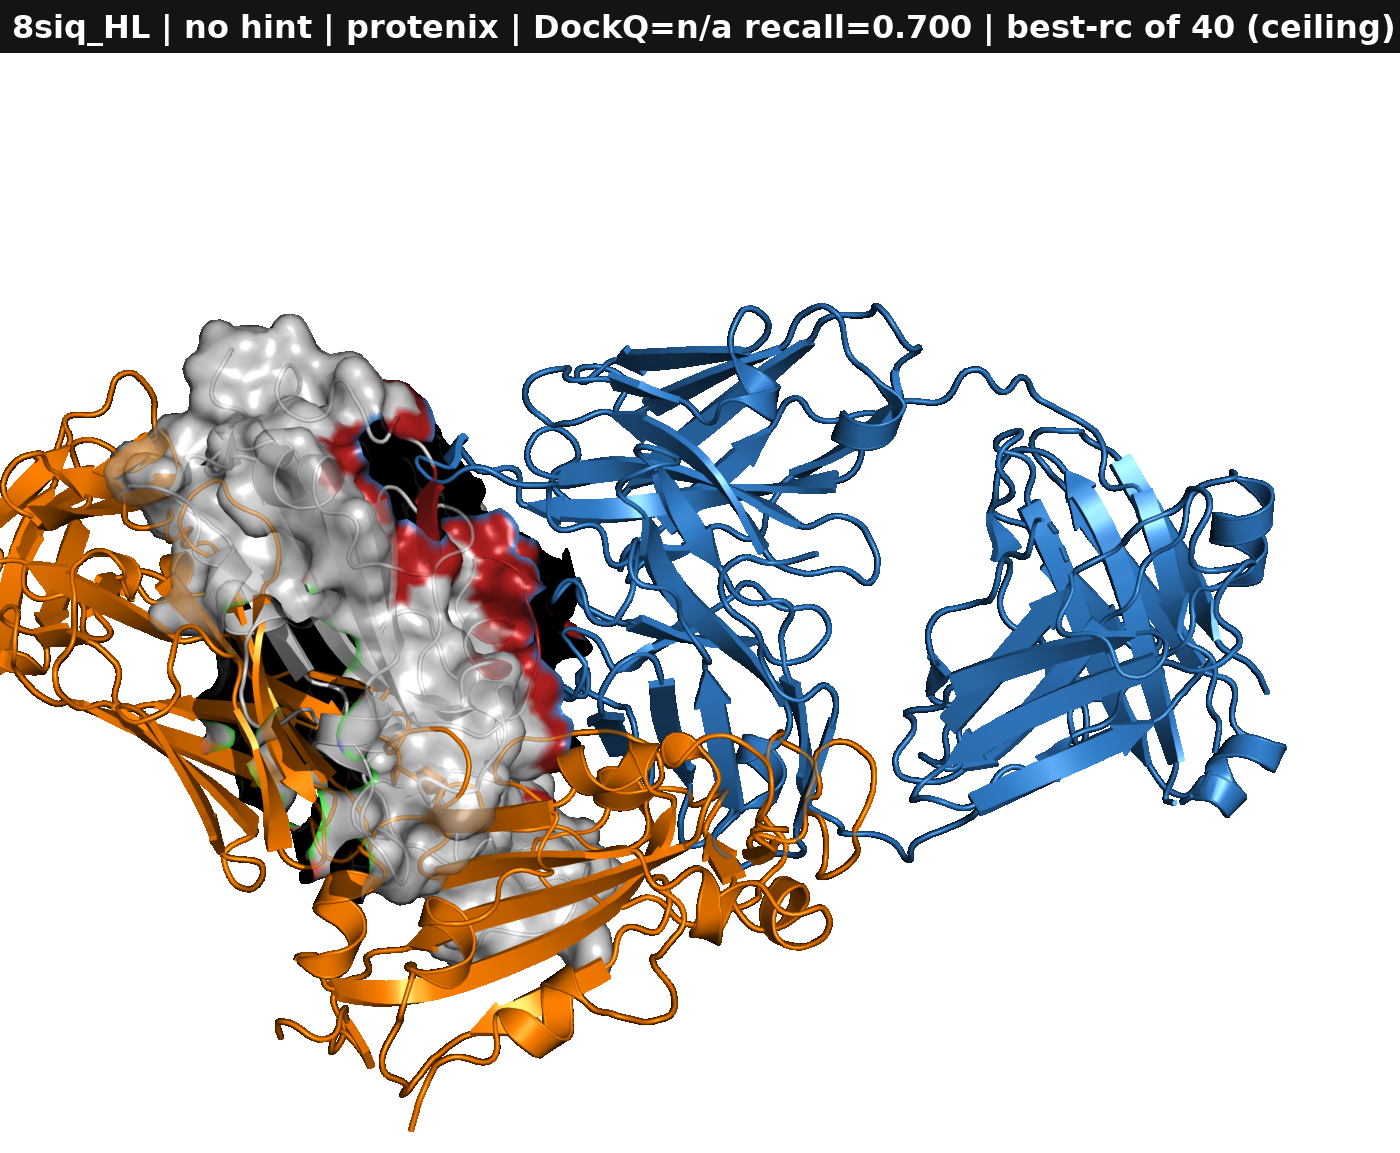 8siq_HL | no hint | protenix | DockQ=n/a recall=0.700 | best-rc of 40 (ceiling)